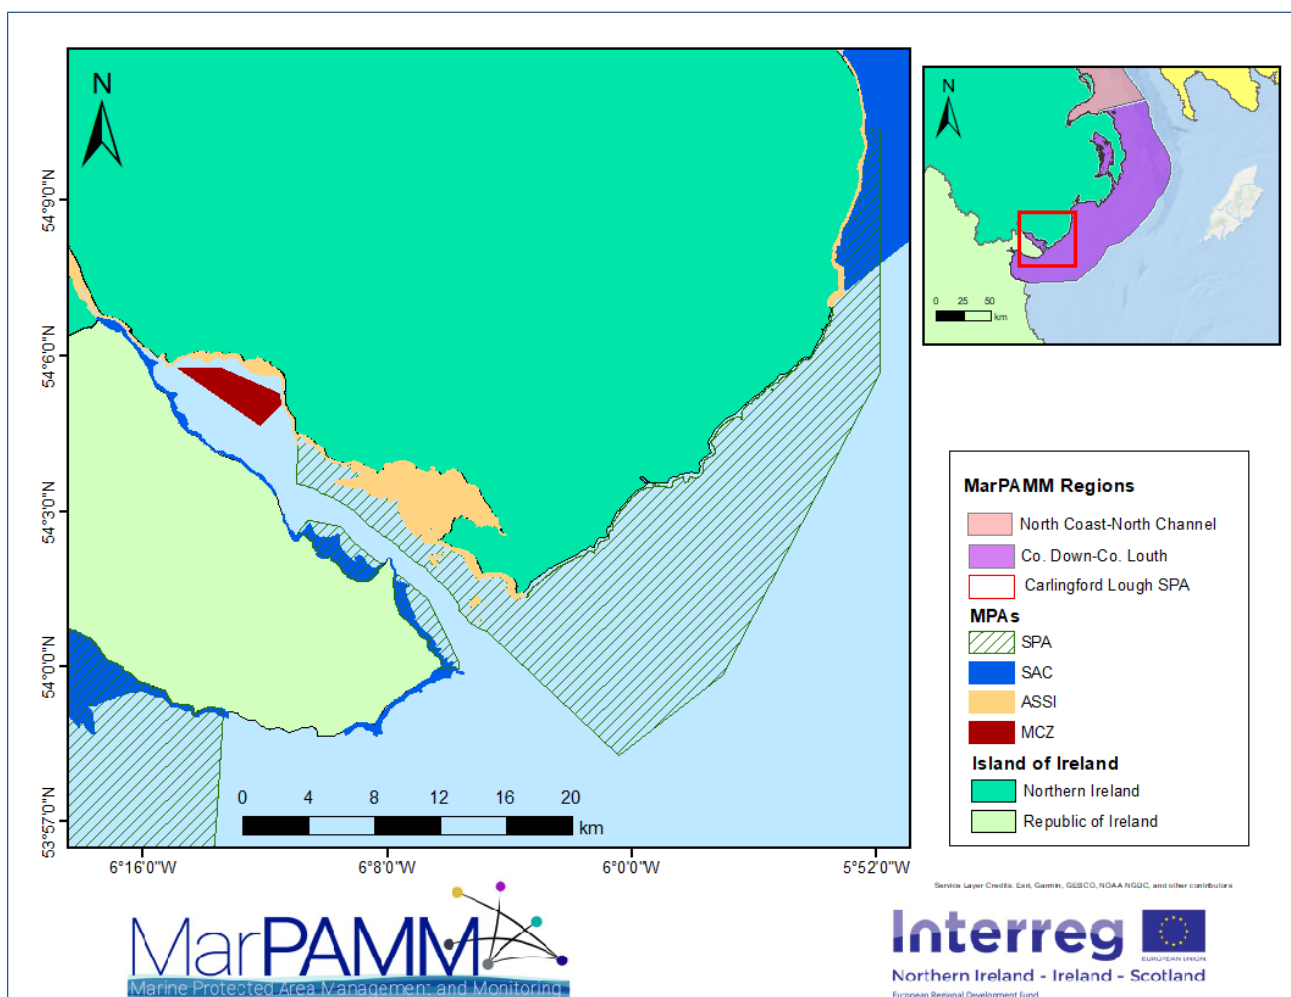 N
54°9'0"N
54°6'0"N
54°3'0"N
54°0'0"N
53°57'0"N
0 4 8 12 16 20
km
6°16'0"W 6°8'0"W 6°0'0"W 5°52'0"W
N
0 25 50
km
MarPAMM Regions
North Coast-North Channel
Co. Down-Co. Louth
Carlingford Lough SPA
MPAs
SPA
SAC
ASSI
MCZ
Island of Ireland
Northern Ireland
Republic of Ireland
Service Layer Credits: Esri, Garmin, GEBCO, NOAA NGDC, and other contributors
MarPAMM
Marine Protected Area Management and Monitoring
Interreg
EUROPEAN UNION
Northern Ireland - Ireland - Scotland
European Regional Development Fund